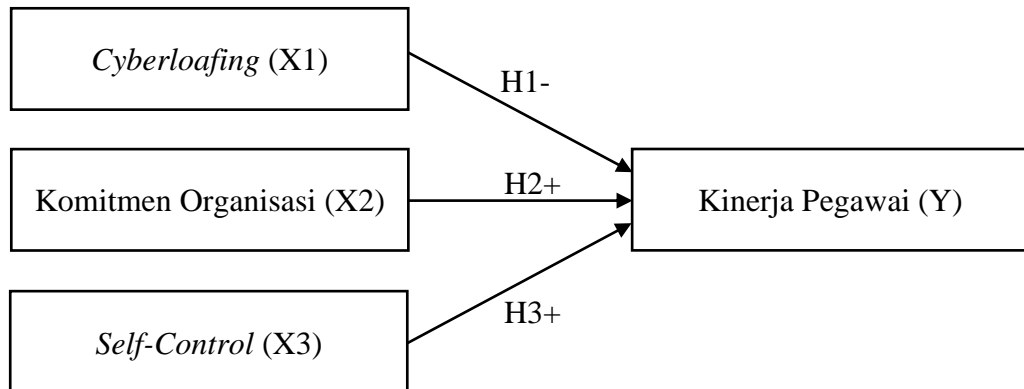 Cyberloafing (X1)
H1-
Komitmen Organisasi (X2)
H2+
Kinerja Pegawai (Y)
H3+
Self-Control (X3)